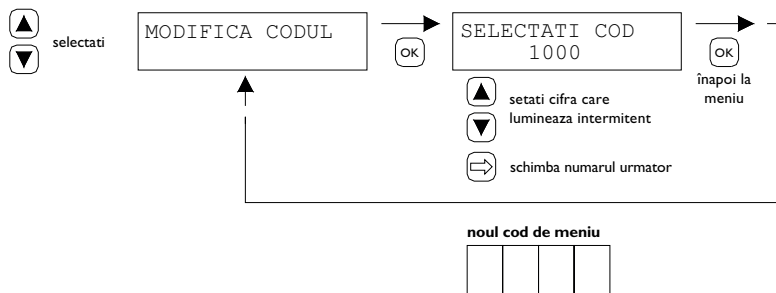 selectati
MODIFICA CODUL
OK
SELECTATI COD
1000
OK
înapoi la
meniu
setati cifra care
lumineaza intermitent
schimba numarul urmator
noul cod de meniu